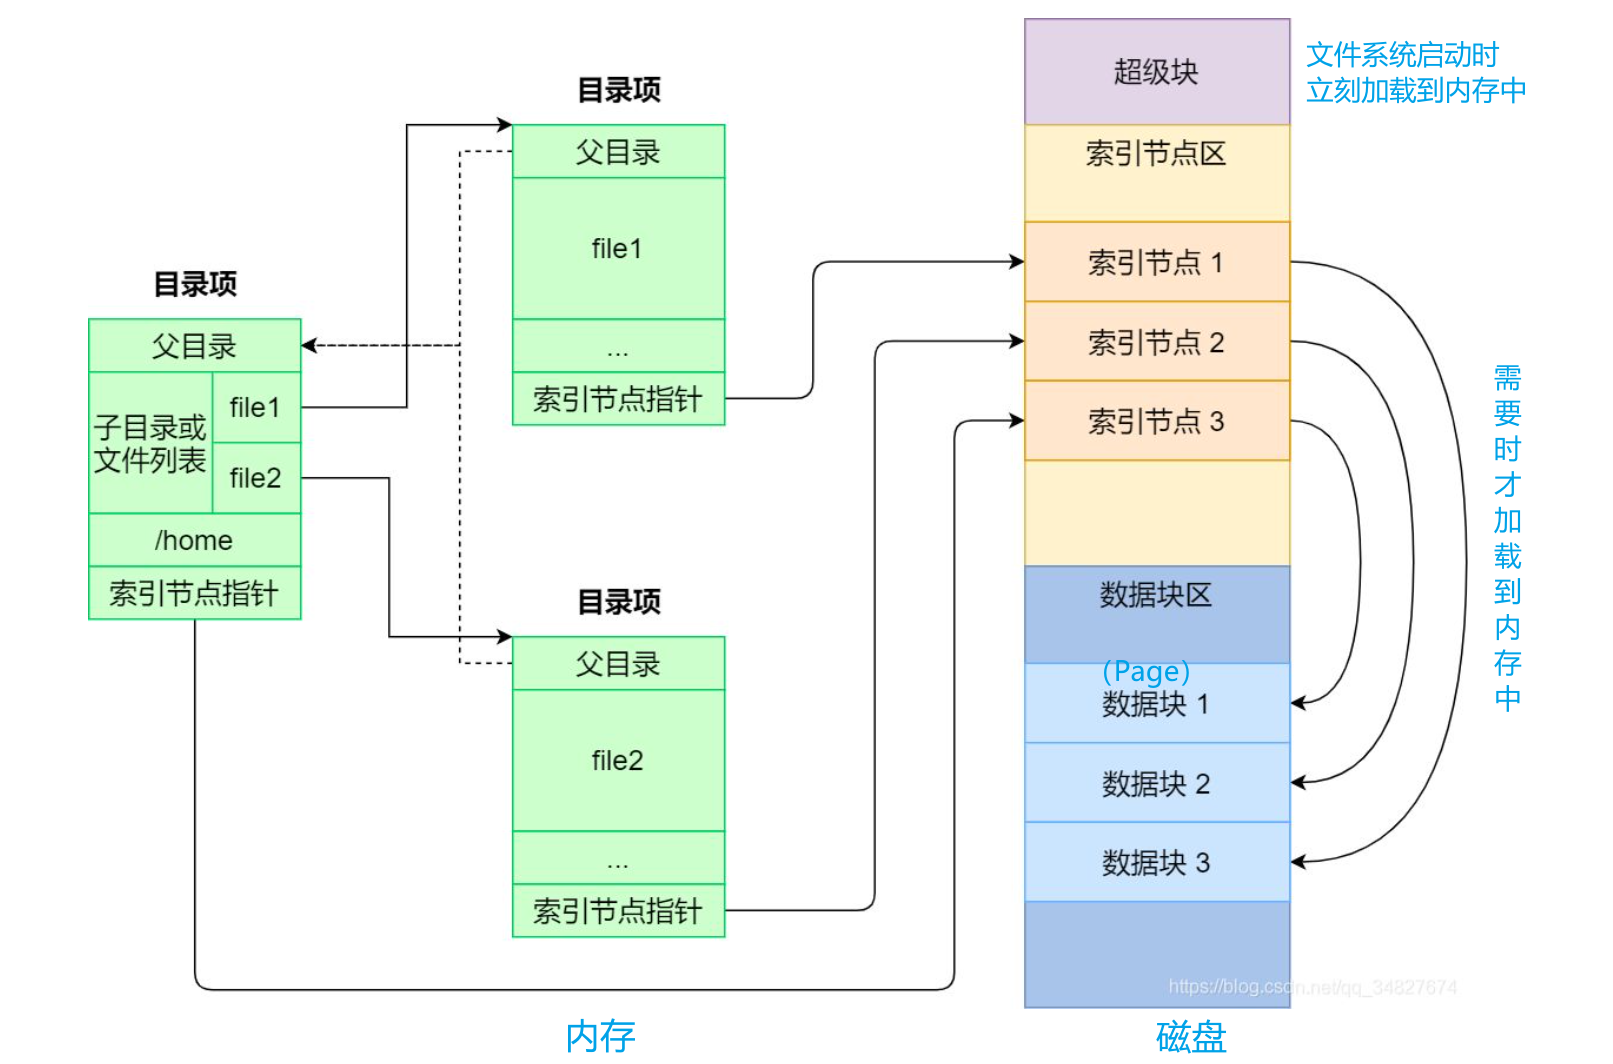 目录项
父目录
子目录或
文件列表
file1
file2
/home
索引节点指针
目录项
父目录
file1
...
索引节点指针
目录项
父目录
file2
...
索引节点指针
内存
超级块
索引节点区
索引节点 1
索引节点 2
索引节点 3
数据块区
(Page)
数据块 1
数据块 2
数据块 3
https://blog.csdn.net/qq_34827674
磁盘
文件系统启动时
立刻加载到内存中
需
要
时
才
加
载
到
内
存
中